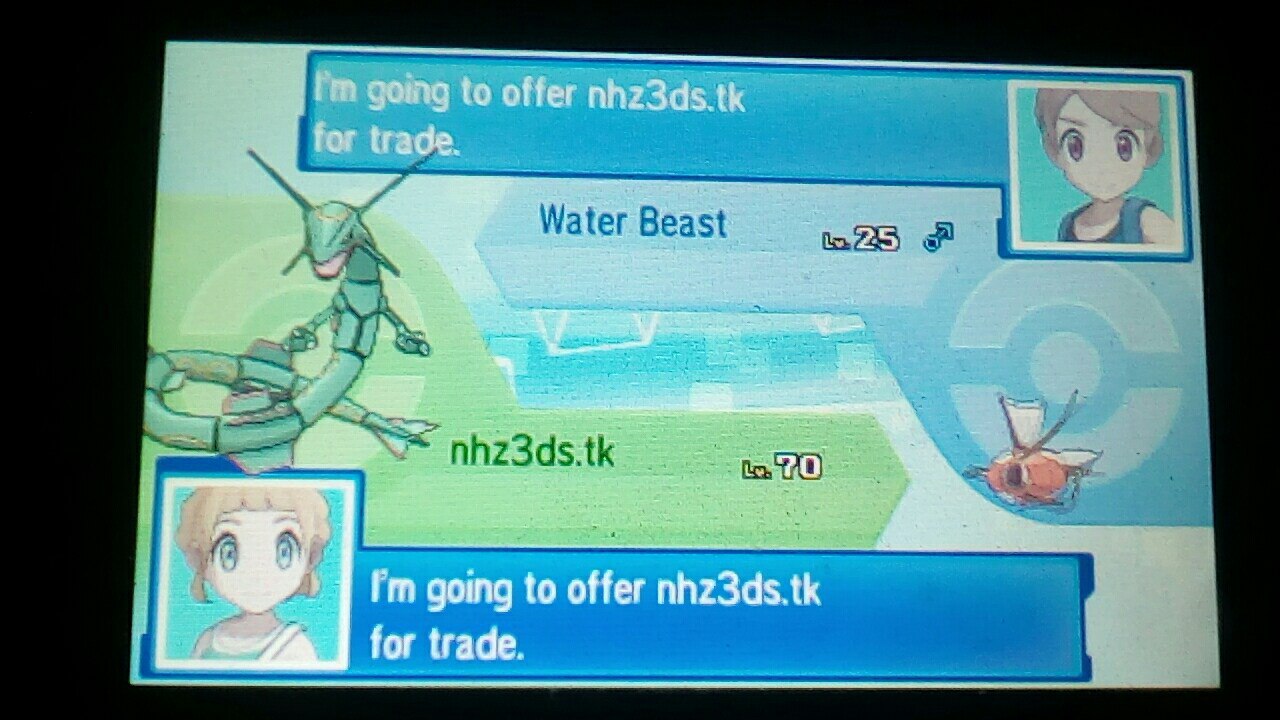 I'm going to offer nhz3ds.tk
for trade.
Water Beast
Lv.25 ♂
nhz3ds.tk
Lv.70
I'm going to offer nhz3ds.tk
for trade.